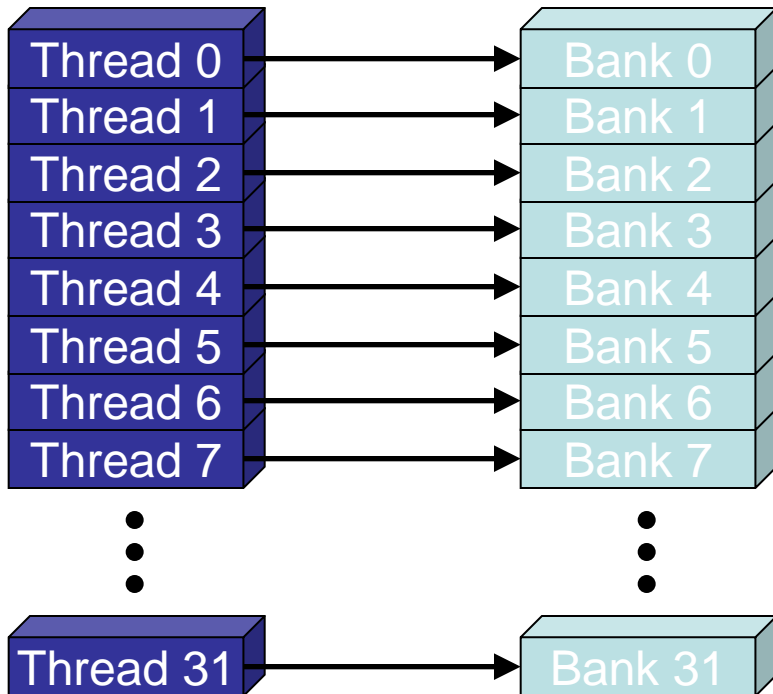 Thread 0
Bank 0
Thread 1
Bank 1
Thread 2
Bank 2
Thread 3
Bank 3
Thread 4
Bank 4
Thread 5
Bank 5
Thread 6
Bank 6
Thread 7
Bank 7
Thread 31
Bank 31